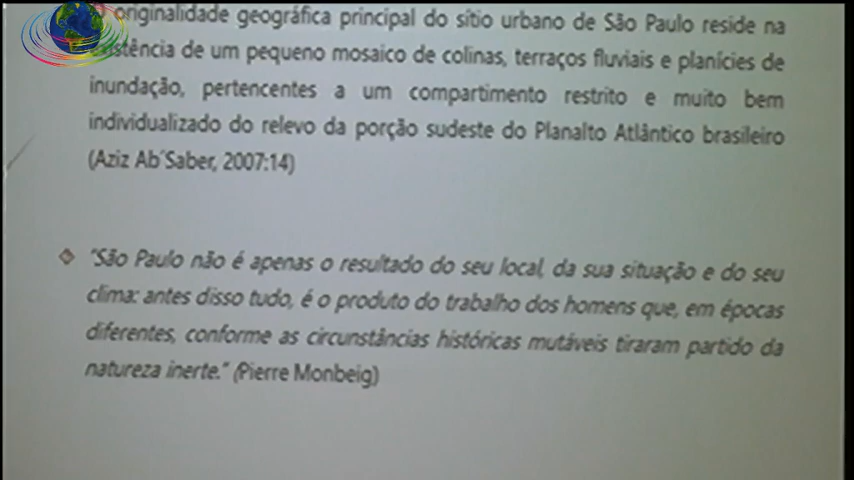 originalidade geográfica principal do sítio urbano de São Paulo reside na
existência de um pequeno mosaico de colinas, terraços fluviais e planícies de
inundação, pertencentes a um compartimento restrito e muito bem
individualizado do relevo da porção sudeste do Planalto Atlântico brasileiro
(Aziz Ab´Saber, 2007:14)
"São Paulo não é apenas o resultado do seu local, da sua situação e do seu
clima: antes disso tudo, é o produto do trabalho dos homens que, em épocas
diferentes, conforme as circunstâncias históricas mutáveis tiraram partido da
natureza inerte." (Pierre Monbeig)